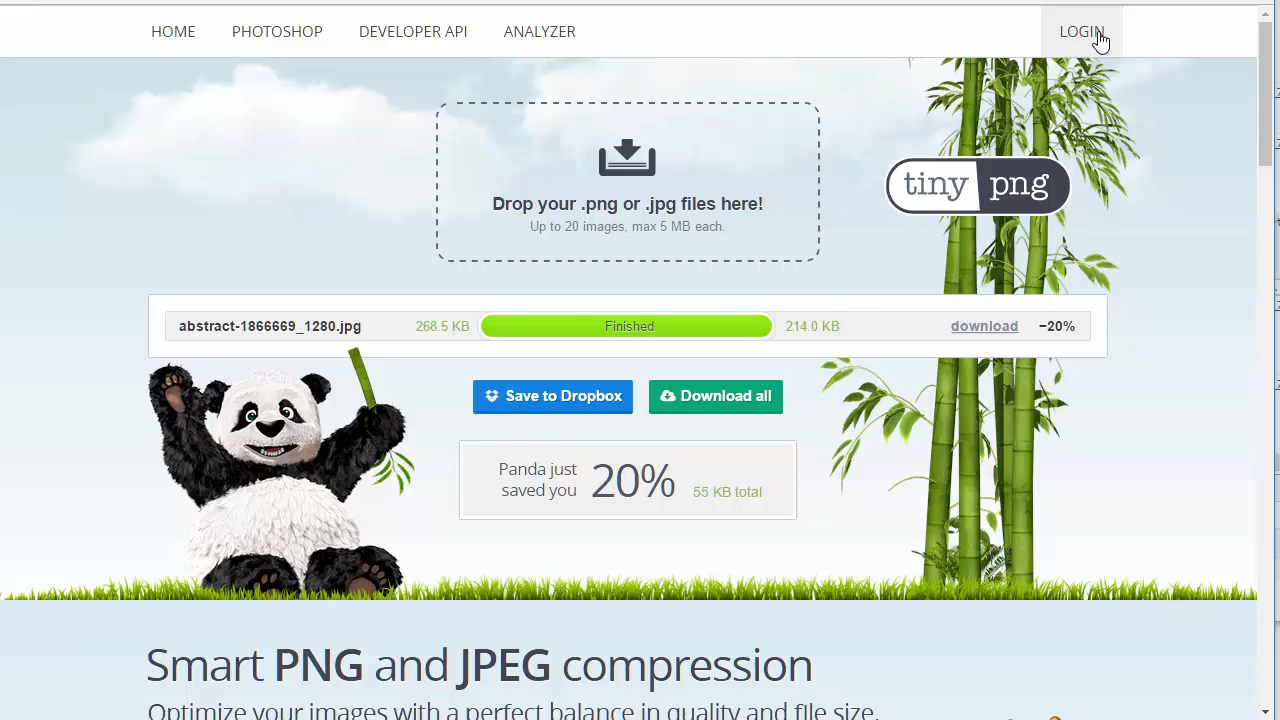 HOME PHOTOSHOP DEVELOPER API ANALYZER LOGIN
Drop your .png or .jpg files here!
Up to 20 images, max 5 MB each.
tiny png
abstract-1866669_1280.jpg 268.5 KB Finished 214.0 KB download −20%
Save to Dropbox Download all
Panda just
saved you
20% 55 KB total
Smart PNG and JPEG compression
Optimize your images with a perfect balance in quality and file size.